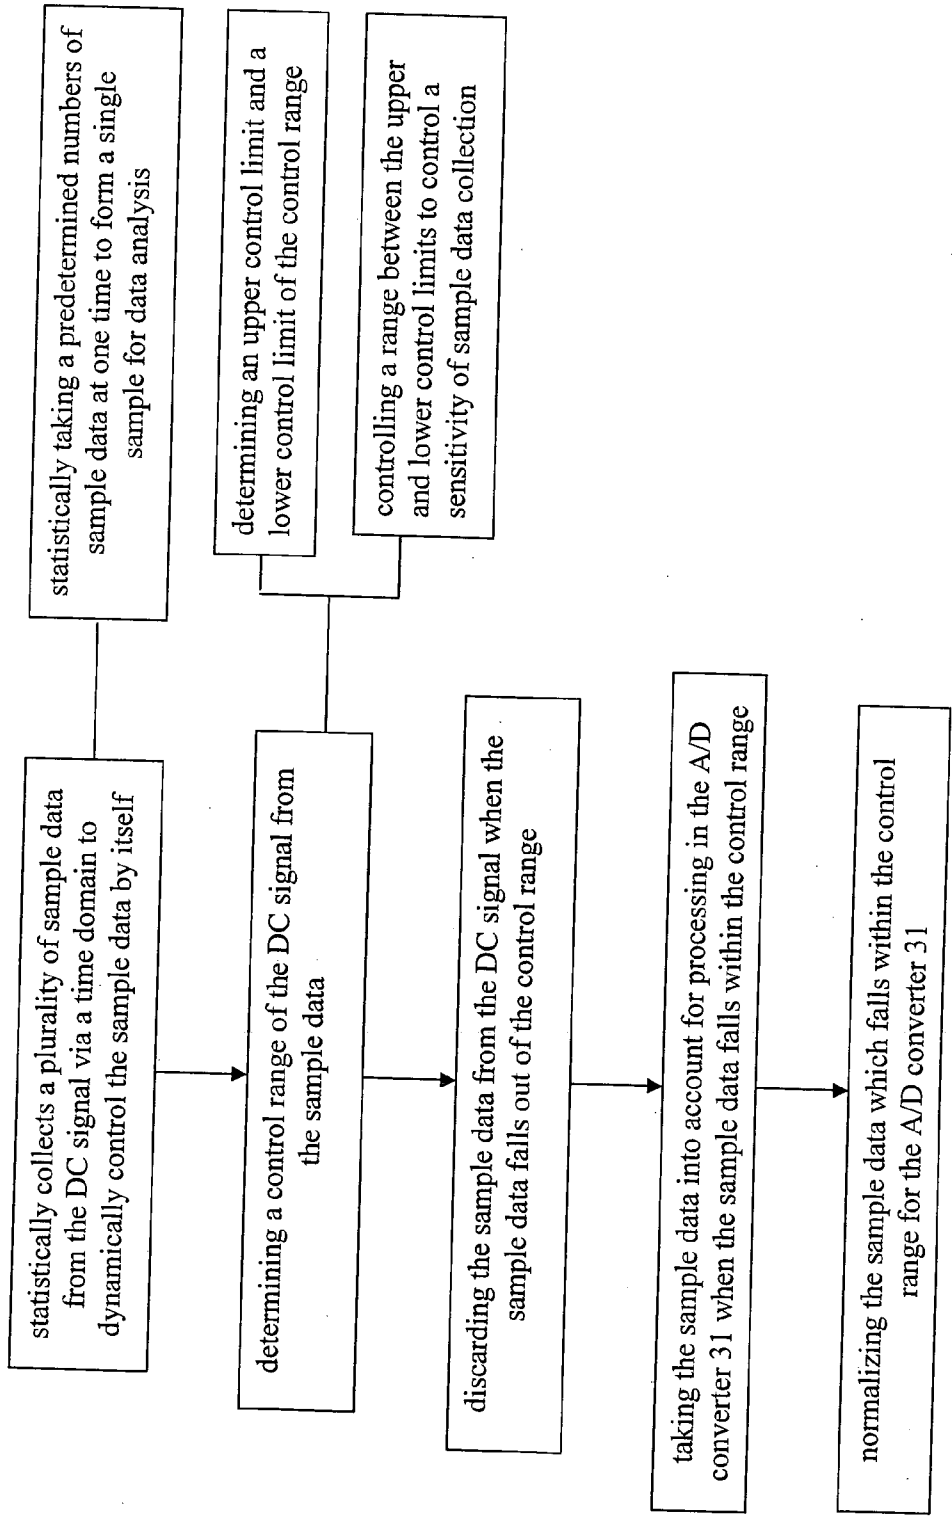 statistically collects a plurality of sample data
from the DC signal via a time domain to
dynamically control the sample data by itself
statistically taking a predetermined numbers of
sample data at one time to form a single
sample for data analysis
determining a control range of the DC signal from
the sample data
determining an upper control limit and a
lower control limit of the control range
controlling a range between the upper
and lower control limits to control a
sensitivity of sample data collection
discarding the sample data from the DC signal when the
sample data falls out of the control range
taking the sample data into account for processing in the A/D
converter 31 when the sample data falls within the control range
normalizing the sample data which falls within the control
range for the A/D converter 31